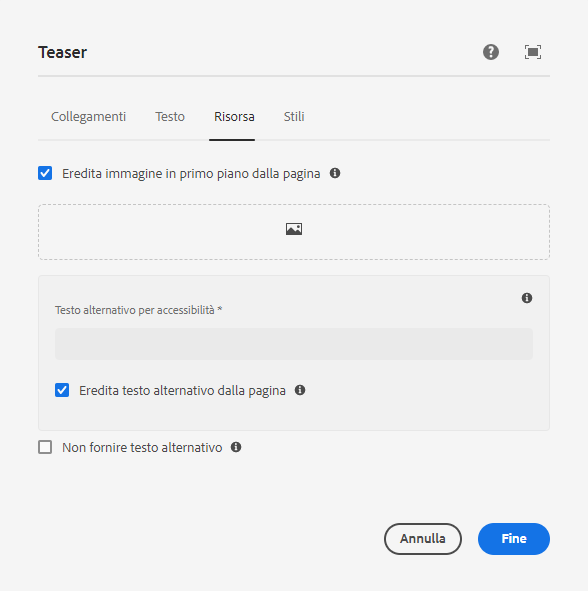 Teaser
Collegamenti Testo Risorsa Stili
Eredita immagine in primo piano dalla pagina
Testo alternativo per accessibilità *
Eredita testo alternativo dalla pagina
Non fornire testo alternativo
Annulla Fine